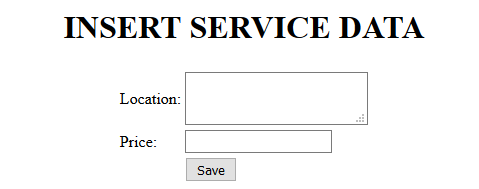 INSERT SERVICE DATA
Location:
Price:
Save